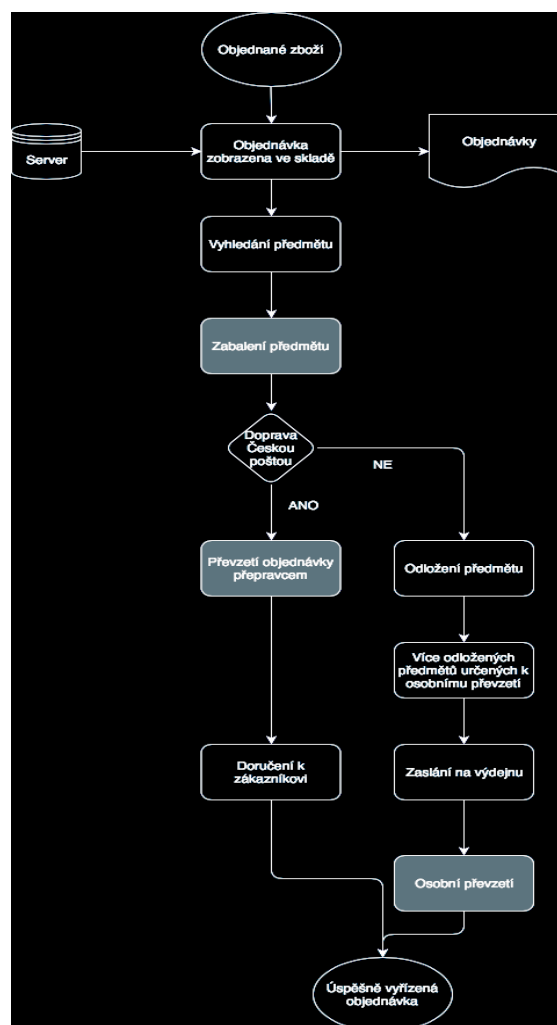 Objednané zboží
Server
Objednávka
zobrazena ve skladě
Objednávky
Vyhledání předmětu
Zabalení předmětu
Doprava
Českou
poštou
NE
ANO
Převzetí objednávky
přepravcem
Odložení předmětu
Více odložených
předmětů určených k
osobnímu převzetí
Doručení k
zákazníkovi
Zaslání na výdejnu
Osobní převzetí
Úspěšně vyřízená
objednávka